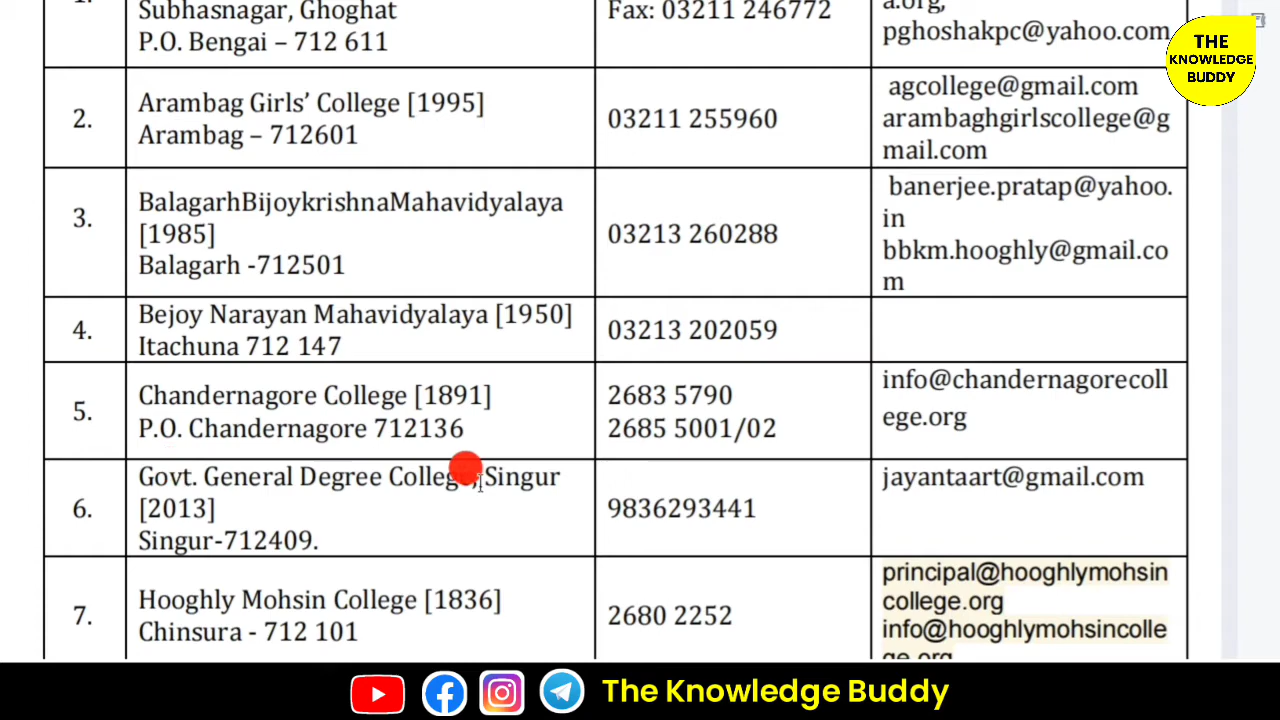 Subhasnagar, Ghoghat
P.O. Bengai – 712 611
Fax: 03211 246772
a.org,
pghoshakpc@yahoo.com
THE
KNOWLEDGE
BUDDY
2.
Arambag Girls’ College [1995]
Arambag – 712601
03211 255960
agcollege@gmail.com
arambaghgirlscollege@g
mail.com
3.
BalagarhBijoykrishnaMahavidyalaya
[1985]
Balagarh -712501
03213 260288
banerjee.pratap@yahoo.
in
bbkm.hooghly@gmail.co
m
4.
Bejoy Narayan Mahavidyalaya [1950]
Itachuna 712 147
03213 202059
5.
Chandernagore College [1891]
P.O. Chandernagore 712136
2683 5790
2685 5001/02
info@chandernagorecoll
ege.org
6.
Govt. General Degree College, Singur
[2013]
Singur-712409.
9836293441
jayantaart@gmail.com
7.
Hooghly Mohsin College [1836]
Chinsura - 712 101
2680 2252
principal@hooghlymohsin
college.org
info@hooghlymohsincolle
ge.org
The Knowledge Buddy